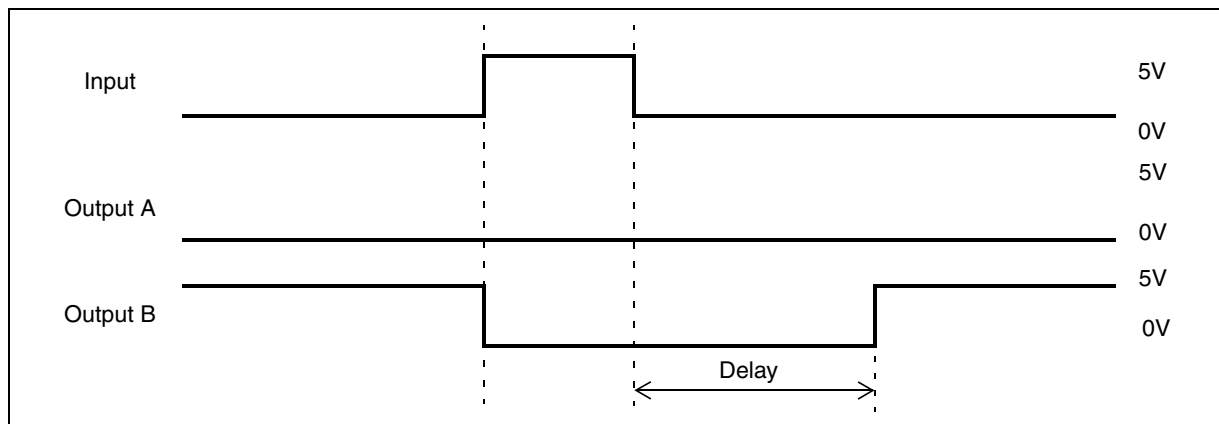 Input
5V
0V
Output A
5V
0V
Output B
5V
0V
Delay